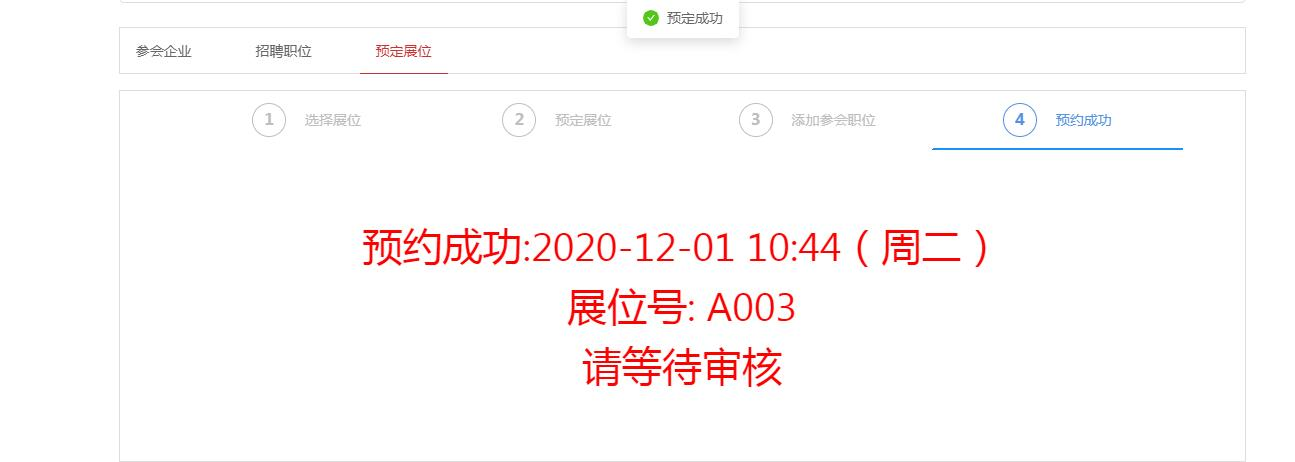 预定成功
参会企业 招聘职位 预定展位
1 选择展位 2 预定展位 3 添加参会职位 4 预约成功
预约成功:2020-12-01 10:44（周二）
展位号: A003
请等待审核